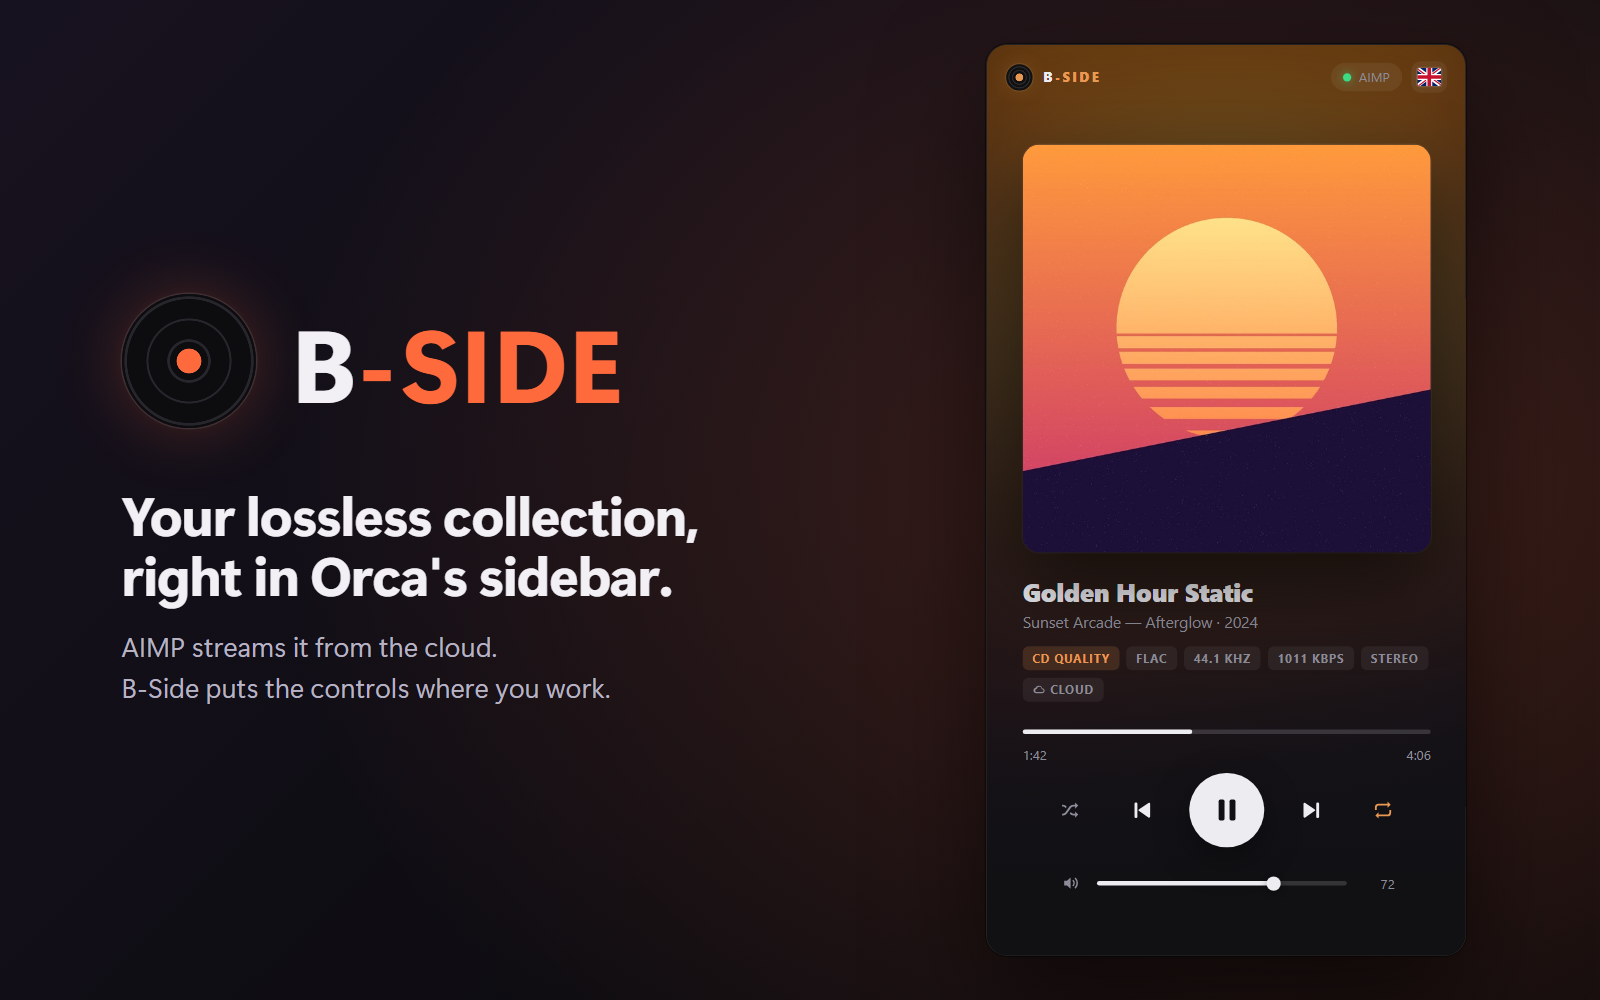 B-SIDE
Your lossless collection,
right in Orca's sidebar.
AIMP streams it from the cloud.
B-Side puts the controls where you work.
B-SIDE
AIMP
Golden Hour Static
Sunset Arcade — Afterglow · 2024
CD QUALITY FLAC 44.1 KHZ 1011 KBPS STEREO
CLOUD
1:42 4:06
72